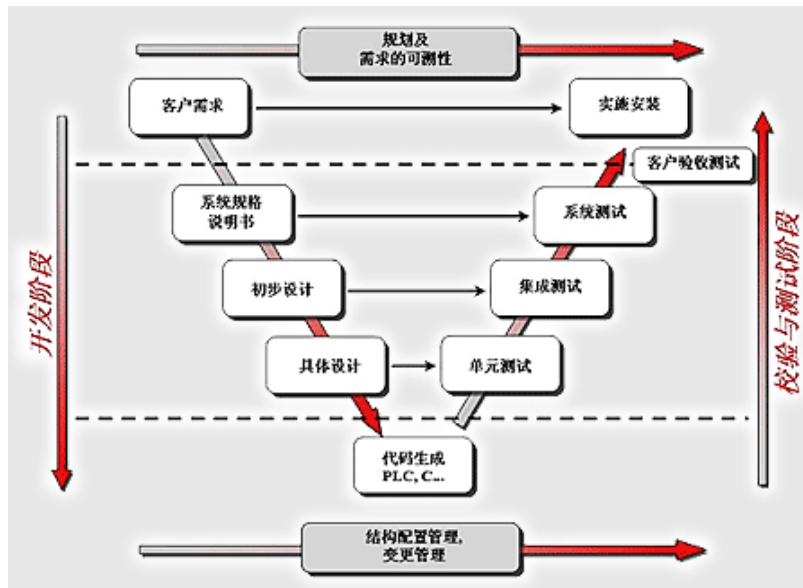 规划及
需求的可测性
客户需求
实施安装
客户验收测试
系统规格
说明书
系统测试
初步设计
集成测试
具体设计
单元测试
代码生成
PLC, C...
开发阶段
校验与测试阶段
结构配置管理,
变更管理